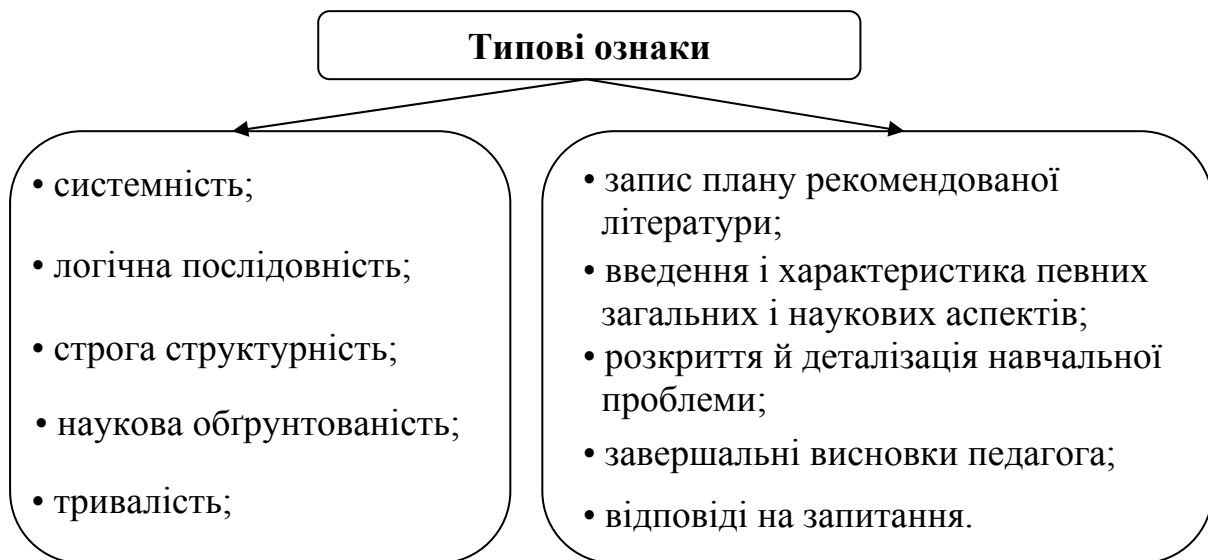 Типові ознаки
• системність;
• логічна послідовність;
• строга структурність;
• наукова обґрунтованість;
• тривалість;
• запис плану рекомендованої
літератури;
• введення і характеристика певних
загальних і наукових аспектів;
• розкриття й деталізація навчальної
проблеми;
• завершальні висновки педагога;
• відповіді на запитання.